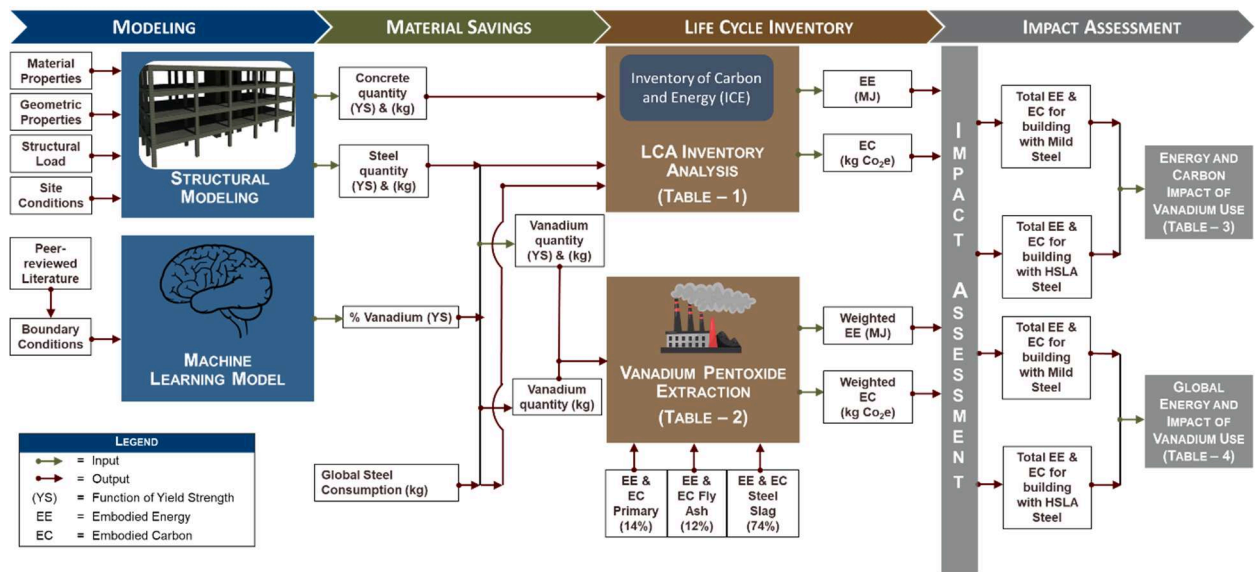 MODELING
MATERIAL SAVINGS
LIFE CYCLE INVENTORY
IMPACT ASSESSMENT
Material
Properties
Geometric
Properties
Structural
Load
Site
Conditions
STRUCTURAL
MODELING
Peer-
reviewed
Literature
Boundary
Conditions
MACHINE
LEARNING MODEL
Concrete
quantity
(YS) & (kg)
Steel
quantity
(YS) & (kg)
Vanadium
quantity
(YS) & (kg)
% Vanadium (YS)
Vanadium
quantity (kg)
Global Steel
Consumption (kg)
Inventory of Carbon
and Energy (ICE)
LCA INVENTORY
ANALYSIS
(TABLE – 1)
VANADIUM PENTOXIDE
EXTRACTION
(TABLE – 2)
EE &
EC
Primary
(14%)
EE &
EC Fly
Ash
(12%)
EE & EC
Steel
Slag
(74%)
EE
(MJ)
EC
(kg Co₂e)
Weighted
EE (MJ)
Weighted
EC
(kg Co₂e)
IMPACT ASSESSMENT
Total EE &
EC for
building
with Mild
Steel
Total EE &
EC for
building
with HSLA
Steel
Total EE &
EC for
building
with Mild
Steel
Total EE &
EC for
building
with HSLA
Steel
ENERGY AND
CARBON
IMPACT OF
VANADIUM USE
(TABLE – 3)
GLOBAL
ENERGY AND
IMPACT OF
VANADIUM USE
(TABLE – 4)
LEGEND
= Input
= Output
(YS) = Function of Yield Strength
EE = Embodied Energy
EC = Embodied Carbon